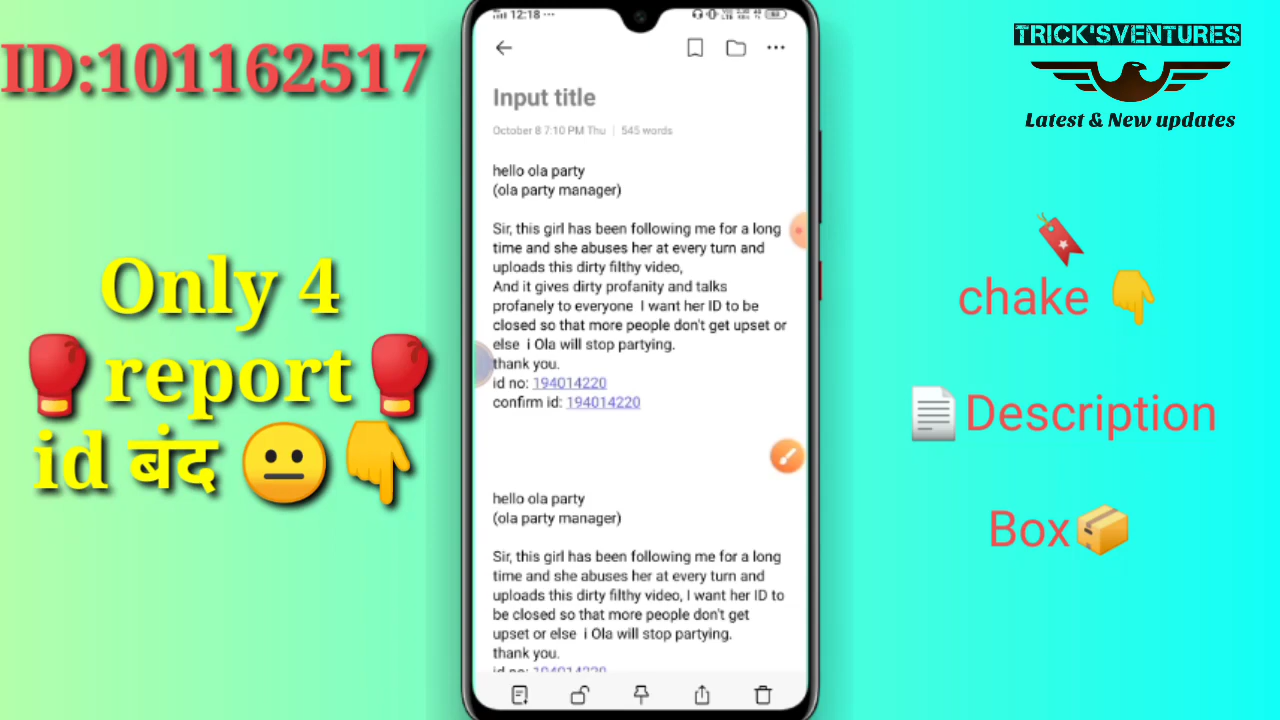 ID:101162517
Only 4
report
id बंद
12:18
Input title
October 8 7:10 PM Thu | 545 words
hello ola party
(ola party manager)
Sir, this girl has been following me for a long
time and she abuses her at every turn and
uploads this dirty filthy video,
And it gives dirty profanity and talks
profanely to everyone I want her ID to be
closed so that more people don't get upset or
else i Ola will stop partying.
thank you.
id no: 194014220
confirm id: 194014220
hello ola party
(ola party manager)
Sir, this girl has been following me for a long
time and she abuses her at every turn and
uploads this dirty filthy video, I want her ID to
be closed so that more people don't get
upset or else i Ola will stop partying.
thank you.
id no: 194014220
TRICK'SVENTURES
Latest & New updates
chake
Description
Box